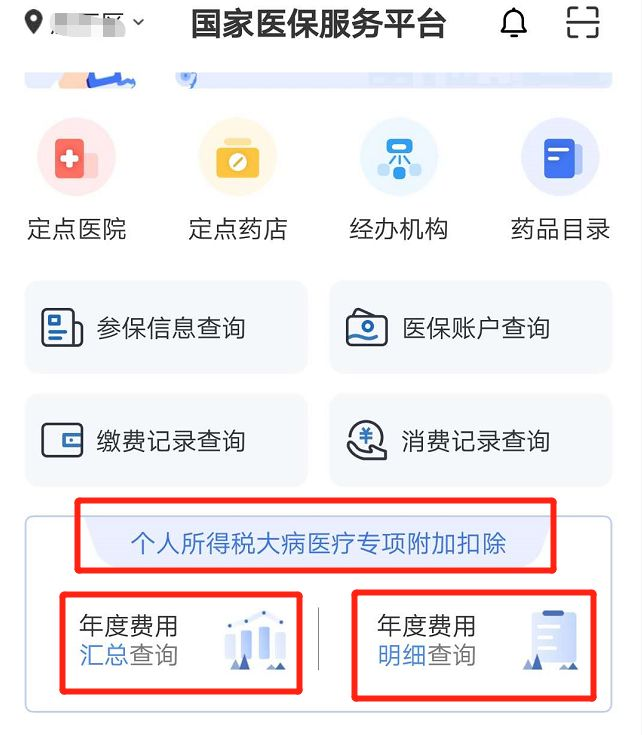 国家医保服务平台
定点医院
定点药店
经办机构
药品目录
参保信息查询
医保账户查询
缴费记录查询
消费记录查询
个人所得税大病医疗专项附加扣除
年度费用
汇总查询
年度费用
明细查询